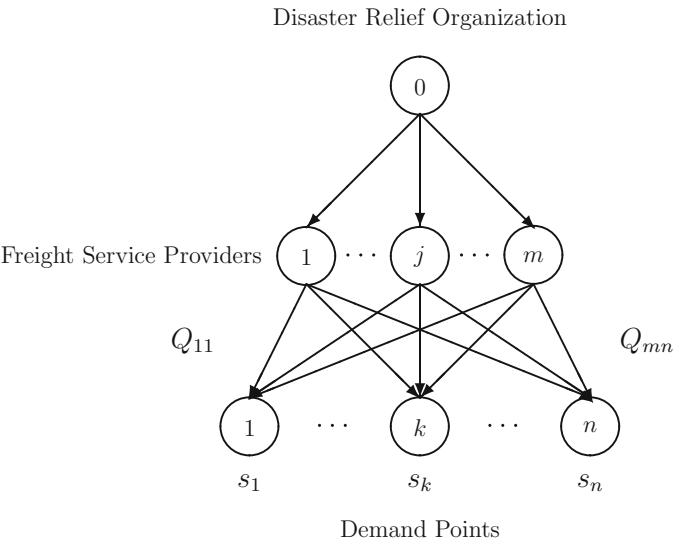 Disaster Relief Organization
0
Freight Service Providers 1 ··· j ··· m
Q11 Qmn
1 ··· k ··· n
s1 sk sn
Demand Points